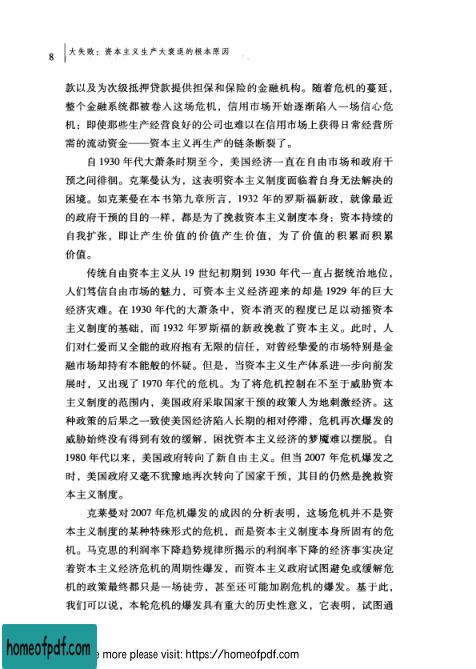 8 大失败：资本主义生产大衰退的根本原因
款以及为次级抵押贷款提供担保和保险的金融机构。随着危机的蔓延，
整个金融系统都被卷入这场危机，信用市场开始逐渐陷入一场信心危
机：即使那些生产经营良好的公司也难以在信用市场上获得日常经营所
需的流动资金——资本主义再生产的链条断裂了。
自 1930 年代大萧条时期至今，美国经济一直在自由市场和政府干
预之间徘徊。克莱曼认为，这表明资本主义制度面临着自身无法解决的
困境。如克莱曼在本书第九章所言，1932 年的罗斯福新政，就像最近
的政府干预的目的一样，都是为了挽救资本主义制度本身：资本持续的
自我扩张，即让产生价值的价值产生价值，为了价值的积累而积累
价值。
传统自由资本主义从 19 世纪初期到 1930 年代一直占据统治地位，
人们笃信自由市场的魅力，可资本主义经济迎来的却是 1929 年的巨大
经济灾难。在 1930 年代的大萧条中，资本消灭的程度已足以动摇资本
主义制度的基础，而 1932 年罗斯福的新政挽救了资本主义。此时，人
们对仁爱而又全能的政府抱有无限的信任，对曾经挚爱的市场特别是金
融市场却持有本能般的怀疑。但是，当资本主义生产体系进一步向前发
展时，又出现了 1970 年代的危机。为了将危机控制在不至于威胁资本
主义制度的范围内，美国政府采取国家干预的政策人为地刺激经济。这
种政策的后果之一致使美国经济陷入长期的相对停滞，危机再次爆发的
威胁始终没有得到有效的缓解，困扰资本主义经济的梦魇难以摆脱。自
1980 年代以来，美国政府转向了新自由主义。但当 2007 年危机爆发之
时，美国政府又毫不犹豫地再次转向了国家干预，其目的仍然是挽救资
本主义制度。
克莱曼对 2007 年危机爆发的成因的分析表明，这场危机并不是资
本主义制度的某种特殊形式的危机，而是资本主义制度本身所固有的危
机。马克思的利润率下降趋势规律所揭示的利润率下降的经济事实决定
着资本主义经济危机的周期性爆发，而资本主义政府试图避免或缓解危
机的政策最终都只是一场徒劳，甚至还可能加剧危机的爆发。基于此，
我们可以说，本轮危机的爆发具有重大的历史性意义，它表明，试图通
homeofpdf.com
e more please visit: https://homeofpdf.com